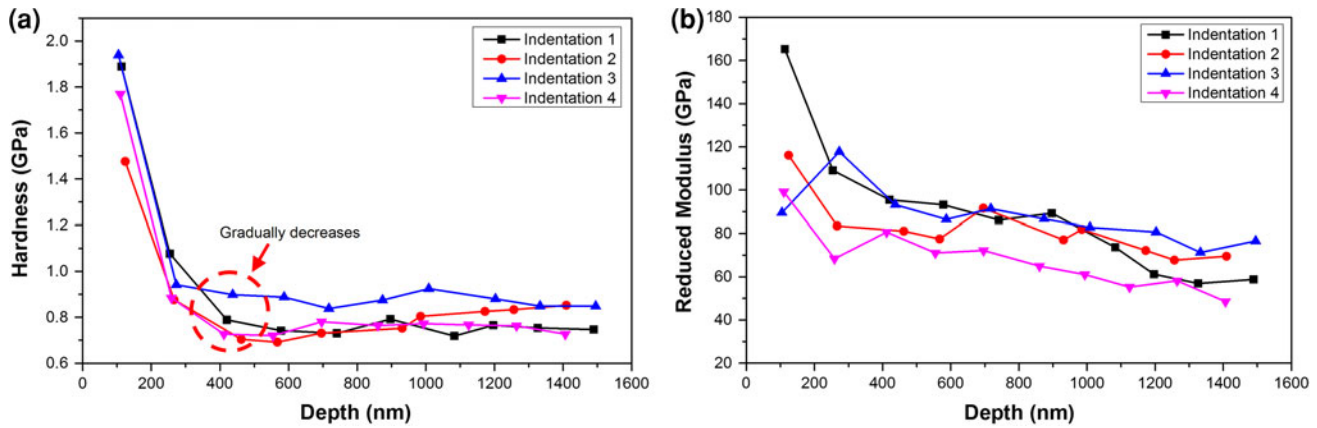 (a)
Hardness (GPa)
2.0
1.8
1.6
1.4
1.2
1.0
0.8
0.6
Indentation 1
Indentation 2
Indentation 3
Indentation 4
Gradually decreases
0 200 400 600 800 1000 1200 1400 1600
Depth (nm)
(b)
Reduced Modulus (GPa)
180
160
140
120
100
80
60
40
20
Indentation 1
Indentation 2
Indentation 3
Indentation 4
0 200 400 600 800 1000 1200 1400 1600
Depth (nm)